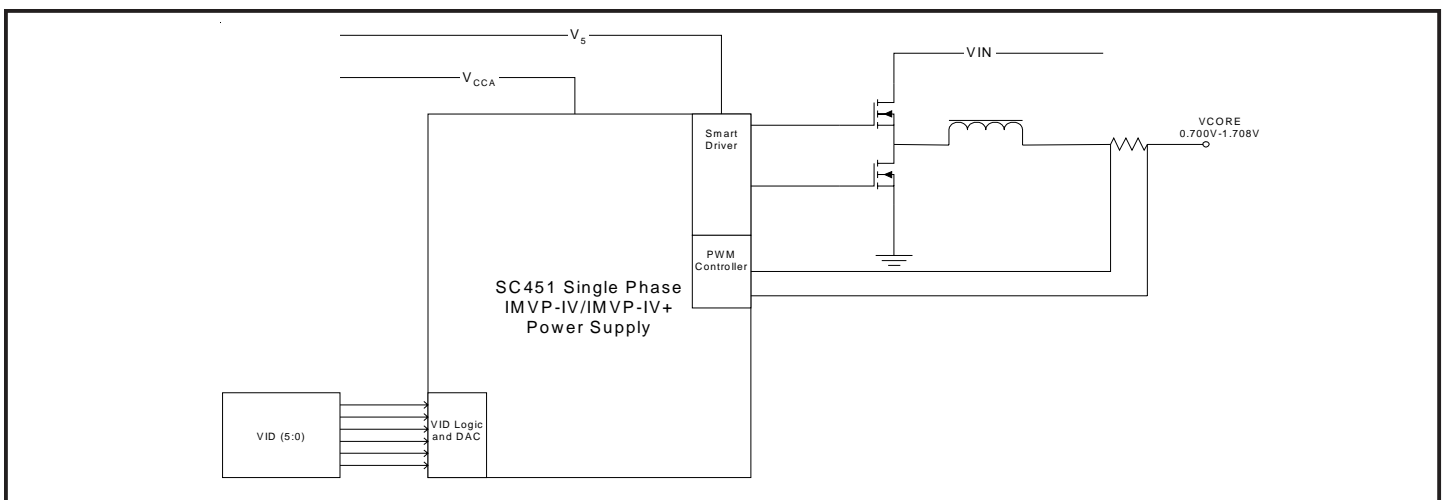 V5
VIN
VCCA
Smart
Driver
VCORE
0.700V-1.708V
PWM
Controller
SC451 Single Phase
IMVP-IV/IMVP-IV+
Power Supply
VID (5:0)
VID Logic
and DAC